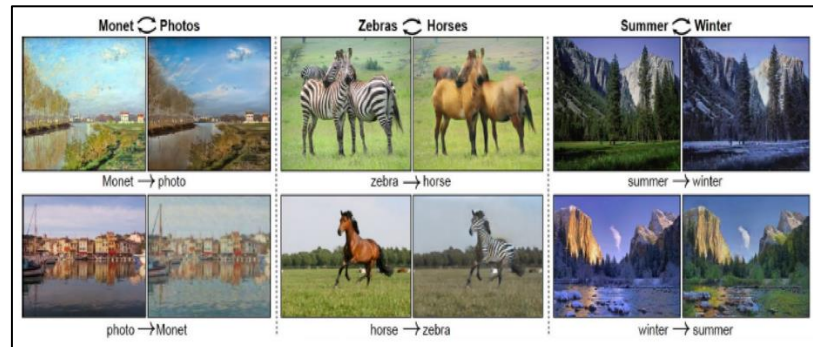 Monet ⟳ Photos
Zebras ⟳ Horses
Summer ⟳ Winter
Monet → photo
zebra → horse
summer → winter
photo → Monet
horse → zebra
winter → summer